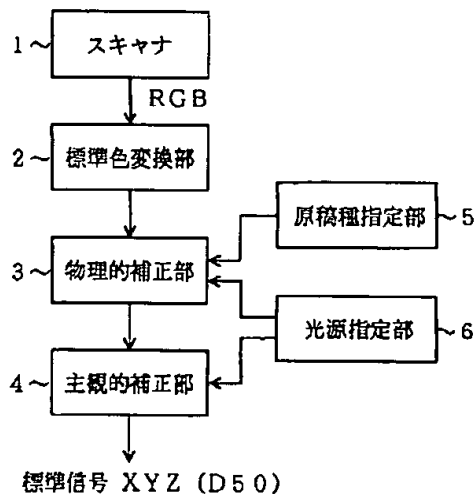 1～スキャナ
RGB
2～標準色変換部
原稿種指定部～5
3～物理的補正部
光源指定部～6
4～主観的補正部
標準信号 XYZ (D50)